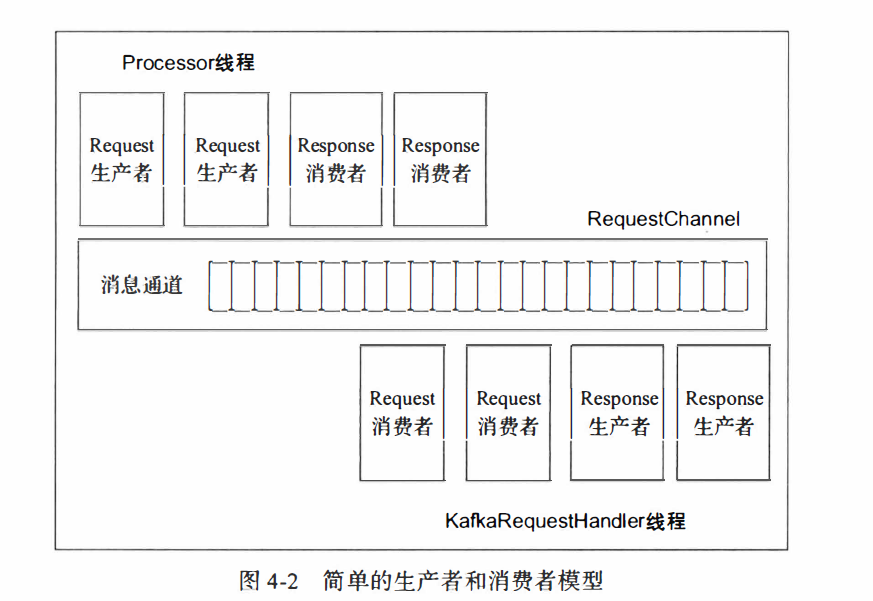 Processor线程
Request Request Response Response
生产者 生产者 消费者 消费者
RequestChannel
消息通道
Request Request Response Response
消费者 消费者 生产者 生产者
KafkaRequestHandler线程
图 4-2 简单的生产者和消费者模型